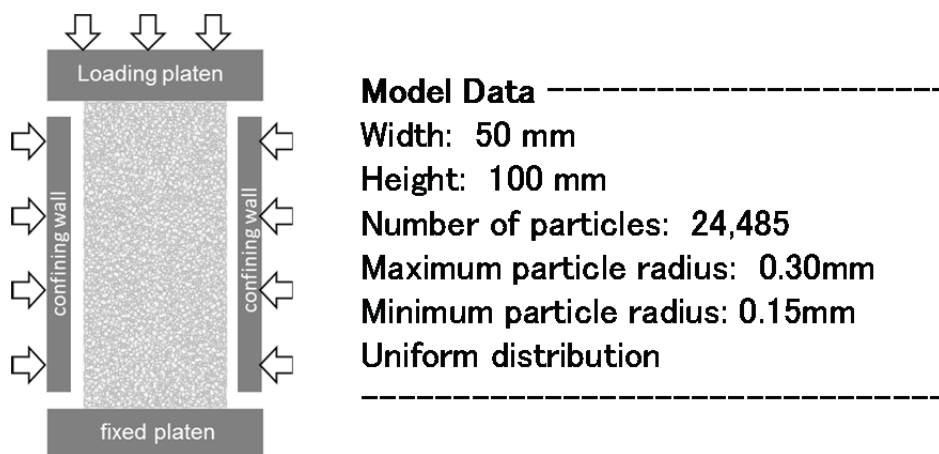 Loading platen
confining wall
confining wall
fixed platen
Model Data -----------------------
Width: 50 mm
Height: 100 mm
Number of particles: 24,485
Maximum particle radius: 0.30mm
Minimum particle radius: 0.15mm
Uniform distribution
----------------------------------